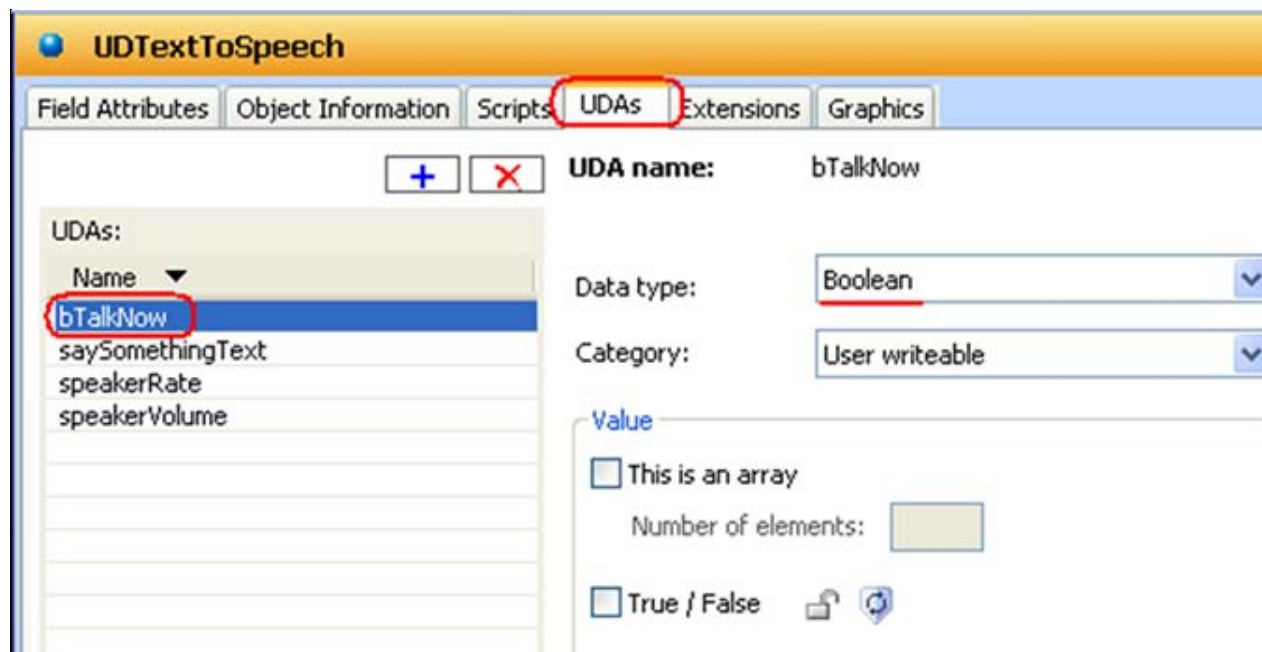 UDTextToSpeech
Field Attributes Object Information Scripts UDAs Extensions Graphics
UDA name: bTalkNow
UDAs:
Name
Data type: Boolean
bTalkNow
saySomethingText
Category: User writeable
speakerRate
speakerVolume
Value
This is an array
Number of elements:
True / False